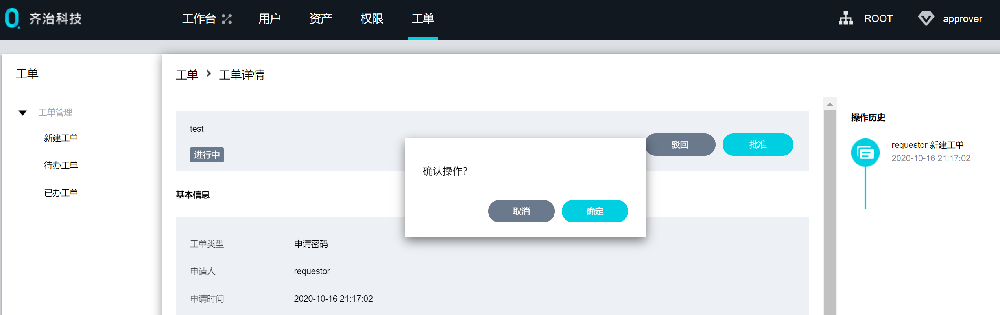 齐治科技
工作台 用户 资产 权限 工单 ROOT approver
工单
工单 工单详情
工单管理
新建工单
待办工单
已办工单
test
进行中
驳回 批准
确认操作?
取消 确定
基本信息
工单类型 申请密码
申请人 requestor
申请时间 2020-10-16 21:17:02
操作历史
requestor 新建工单
2020-10-16 21:17:02